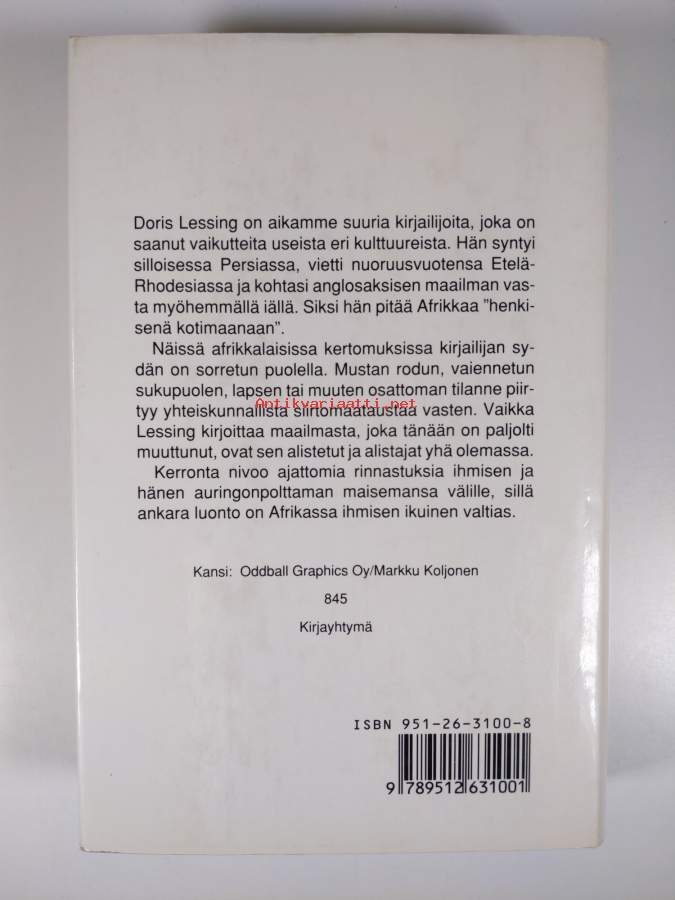 Doris Lessing on aikamme suuria kirjailijoita, joka on
saanut vaikutteita useista eri kulttuureista. Hän syntyi
silloisessa Persiassa, vietti nuoruusvuotensa Etelä-
Rhodesiassa ja kohtasi anglosaksisen maailman vas-
ta myöhemmällä iällä. Siksi hän pitää Afrikkaa "henki-
senä kotimaanaan".
Näissä afrikkalaisissa kertomuksissa kirjailijan sy-
dän on sorretun puolella. Mustan rodun, vaiennetun
sukupuolen, lapsen tai muuten osattoman tilanne piir-
Antikvariaatti.net
tyy yhteiskunnallista siirtomaataustaa vasten. Vaikka
Lessing kirjoittaa maailmasta, joka tänään on paljolti
muuttunut, ovat sen alistetut ja alistajat yhä olemassa.
Kerronta nivoo ajattomia rinnastuksia ihmisen ja
hänen auringonpolttaman maisemansa välille, sillä
ankara luonto on Afrikassa ihmisen ikuinen valtias.
Kansi: Oddball Graphics Oy/Markku Koljonen
845
Kirjayhtymä
ISBN 951-26-3100-8
9 789512 631001